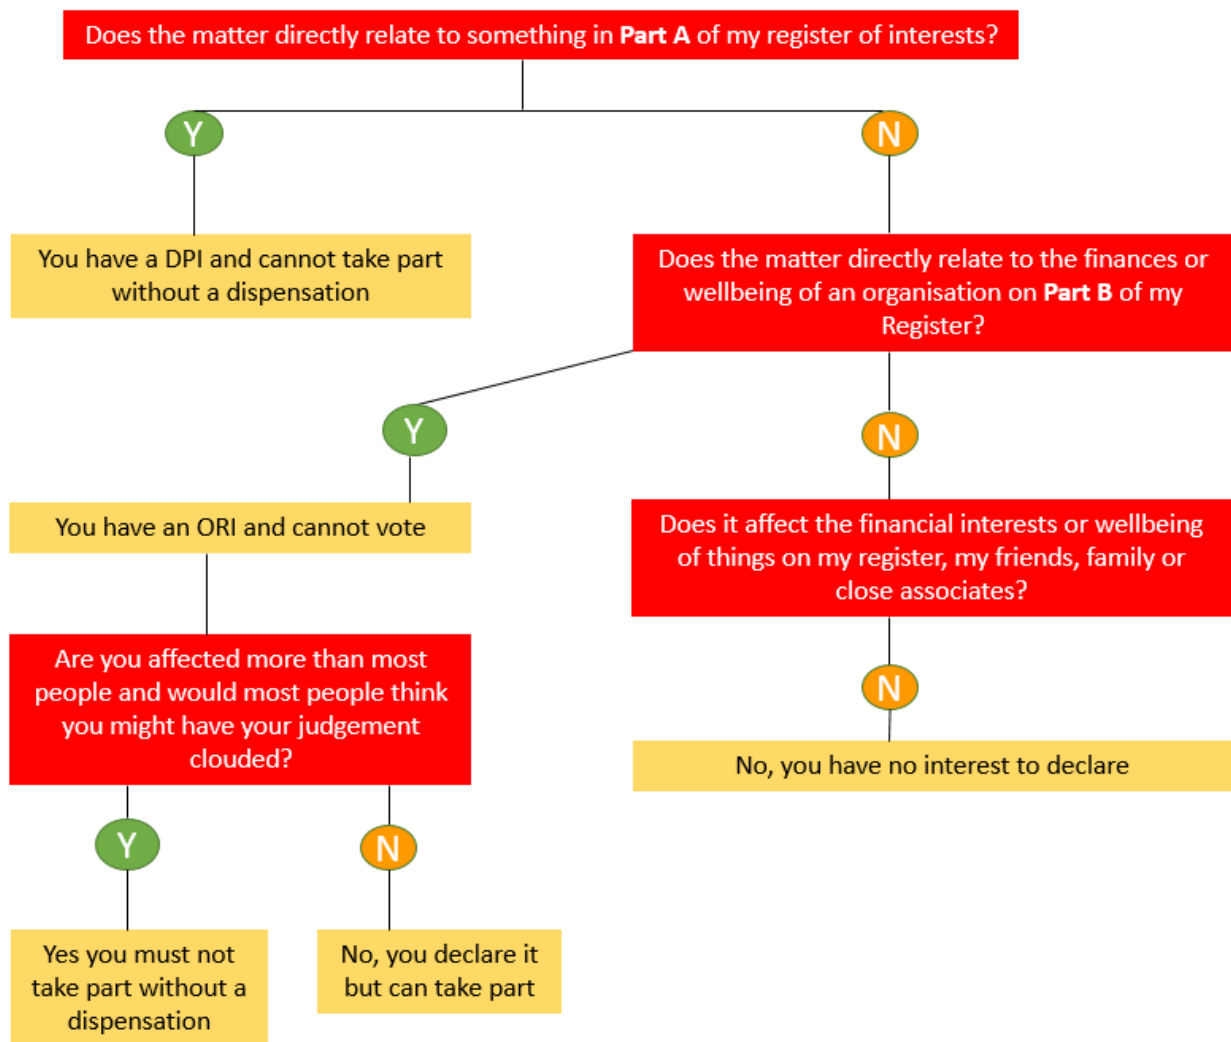 Does the matter directly relate to something in Part A of my register of interests?
Y
N
You have a DPI and cannot take part
without a dispensation
Does the matter directly relate to the finances or
wellbeing of an organisation on Part B of my
Register?
Y
N
You have an ORI and cannot vote
Does it affect the financial interests or wellbeing
of things on my register, my friends, family or
close associates?
Are you affected more than most
people and would most people think
you might have your judgement
clouded?
N
No, you have no interest to declare
Y
N
Yes you must not
take part without a
dispensation
No, you declare it
but can take part